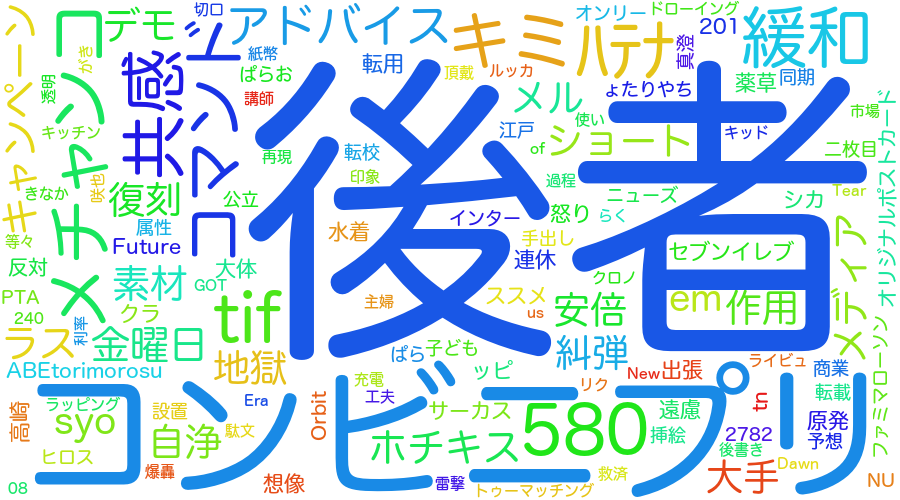 切口
ドローイング
オンリー
デモ
アドバイス
キミ
ハテナ
201
緩和
紙幣
がき
ぱらお
転用
頂戴
真澄
透明
感
ルッカ
薬草
同期
講師
メル
ょたりやち
市場
キャンペーン
メチャンコ
共感
コマンド
後者
使い
江戸
キッド
キッチン
再現
転校
of
ショート
二枚目
きなか
咲也
印象
過程
Tear
復刻
公立
ニューズ
シカ
属性
インター
怒り
らく
等々
Future
水着
手出し
セブンイレブ
オリジナルポストカード
反対
大体
連休
メディア
素材
GOT
クロノ
PTA
主婦
ススメ
em
作用
240
クラ
tif
us
安倍
利率
ラス
金曜日
ぱら
子ども
糾弾
ファミマローソン
地獄
ッピ
New
出張
ライビュ
商業
ABEtorimorosu
充電
リク
コンビニプリ
転載
ラッピング
Era
工夫
tn
高崎
syo
設置
Orbit
サーカス
580
遠慮
原発
自浄
駄文
ホチキス
挿絵
2782
予想
後書き
ヒロス
爆轟
Dawn
想像
雷撃
救済
大手
NU
08
トゥーマッチング